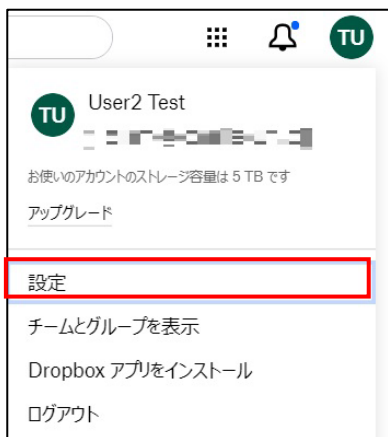 TU
TU
User2 Test
お使いのアカウントのストレージ容量は 5 TB です
アップグレード
設定
チームとグループを表示
Dropbox アプリをインストール
ログアウト